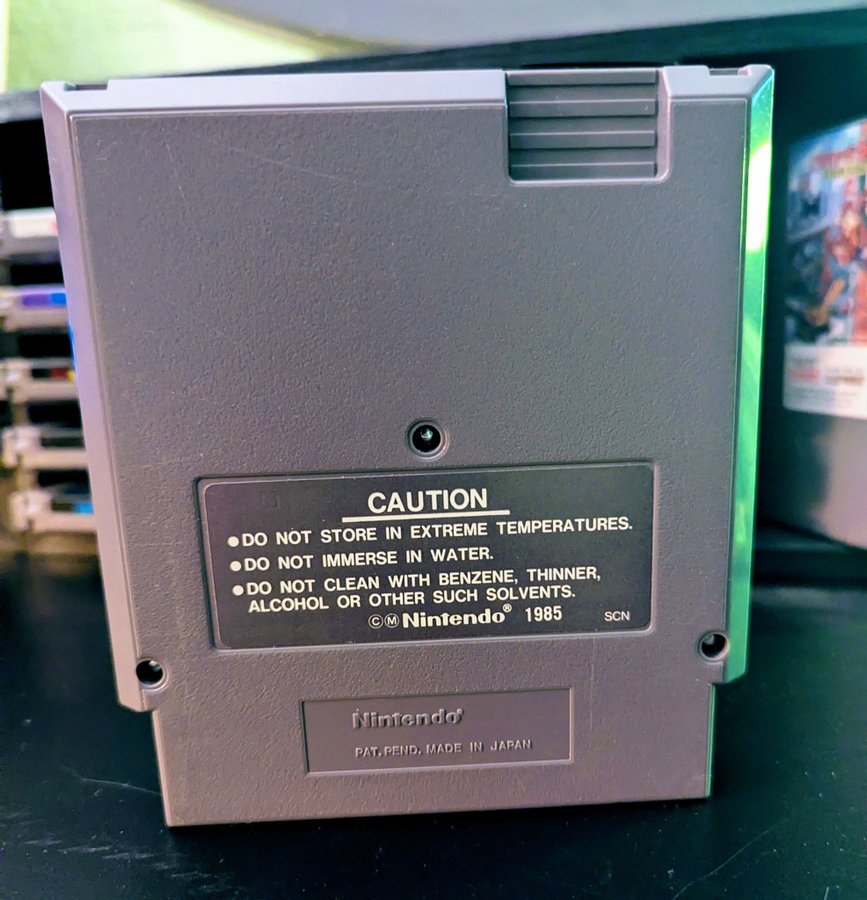 CAUTION
●DO NOT STORE IN EXTREME TEMPERATURES.
●DO NOT IMMERSE IN WATER.
●DO NOT CLEAN WITH BENZENE, THINNER,
ALCOHOL OR OTHER SUCH SOLVENTS.
ⒸⓂNintendo® 1985 SCN
Nintendo®
PAT. PEND. MADE IN JAPAN